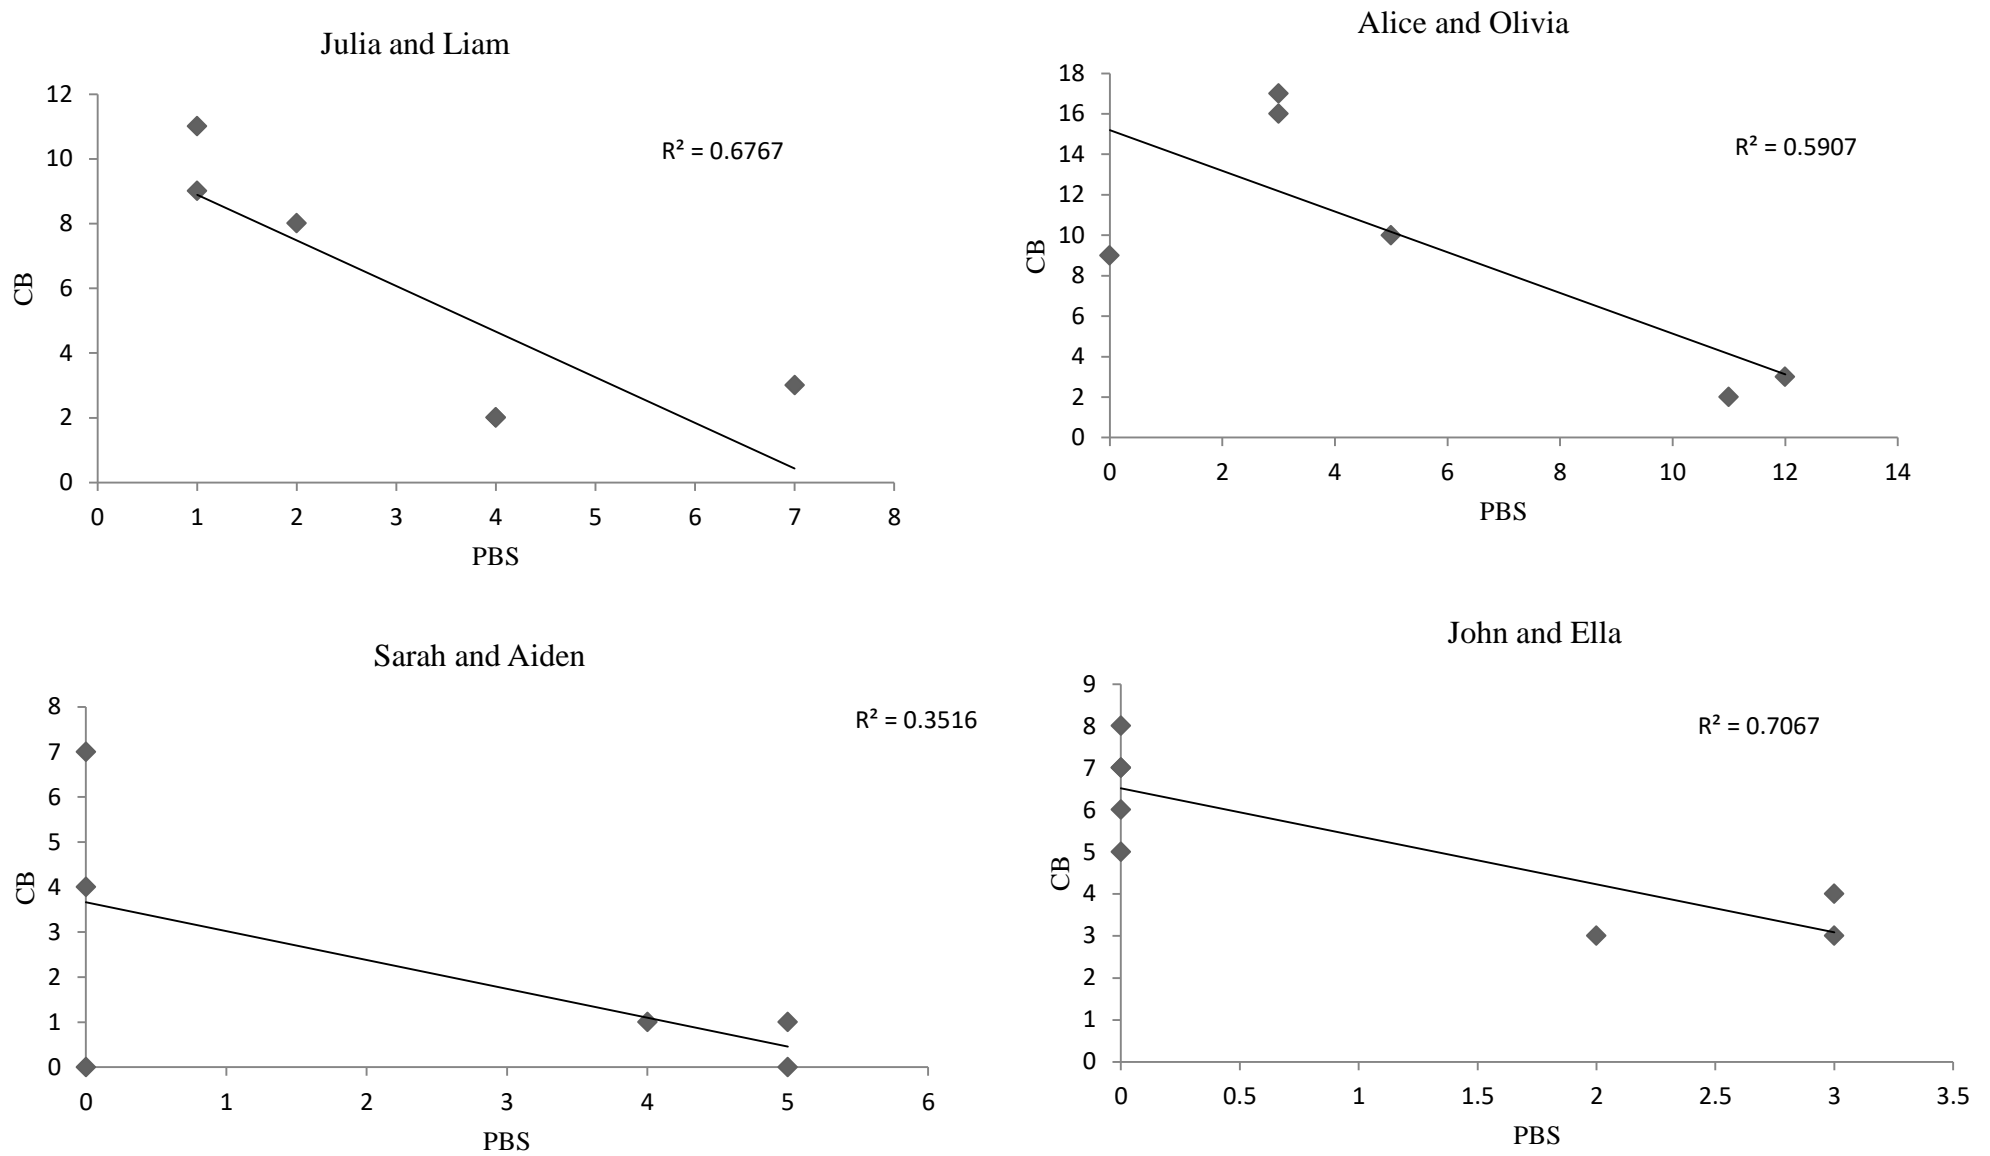 Julia and Liam
12
10
8
6
4
2
0
CB
R² = 0.6767
0 1 2 3 4 5 6 7 8
PBS
Alice and Olivia
18
16
14
12
10
8
6
4
2
0
CB
R² = 0.5907
0 2 4 6 8 10 12 14
PBS
Sarah and Aiden
8
7
6
5
4
3
2
1
0
CB
R² = 0.3516
0 1 2 3 4 5 6
PBS
John and Ella
9
8
7
6
5
4
3
2
1
0
CB
R² = 0.7067
0 0.5 1 1.5 2 2.5 3 3.5
PBS